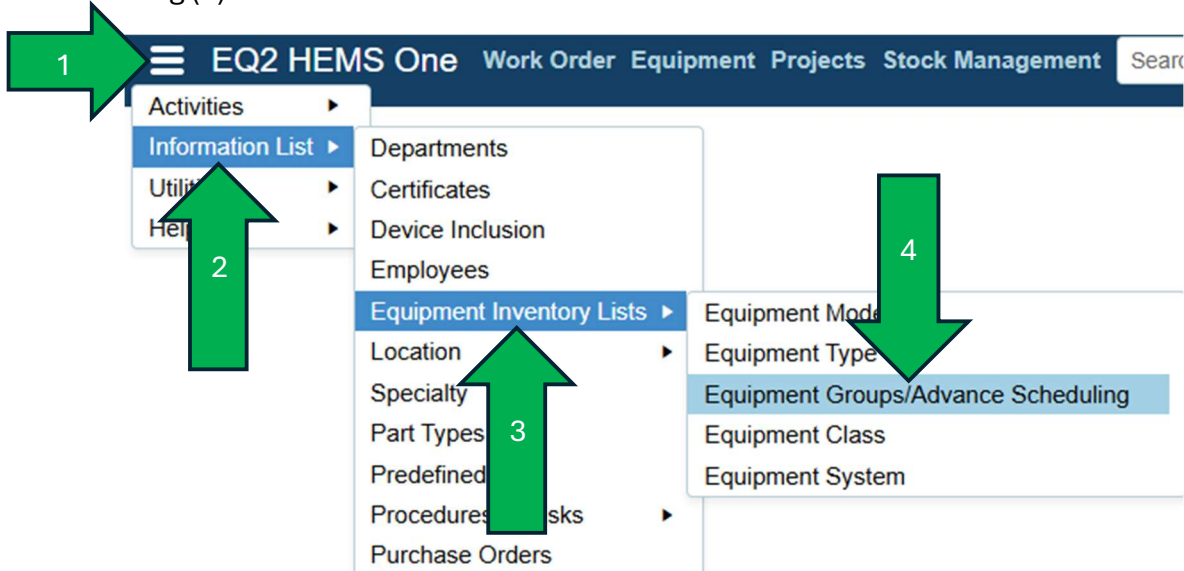 1
EQ2 HEMS One Work Order Equipment Projects Stock Management
Activities
Information List
Departments
Certificates
Device Inclusion
2
Employees
4
Equipment Inventory Lists
Location
Specialty
Part Types
3
Predefined
Purchase Orders
Equipment
Equipment Type
Equipment Groups/Advance Scheduling
Equipment Class
Equipment System